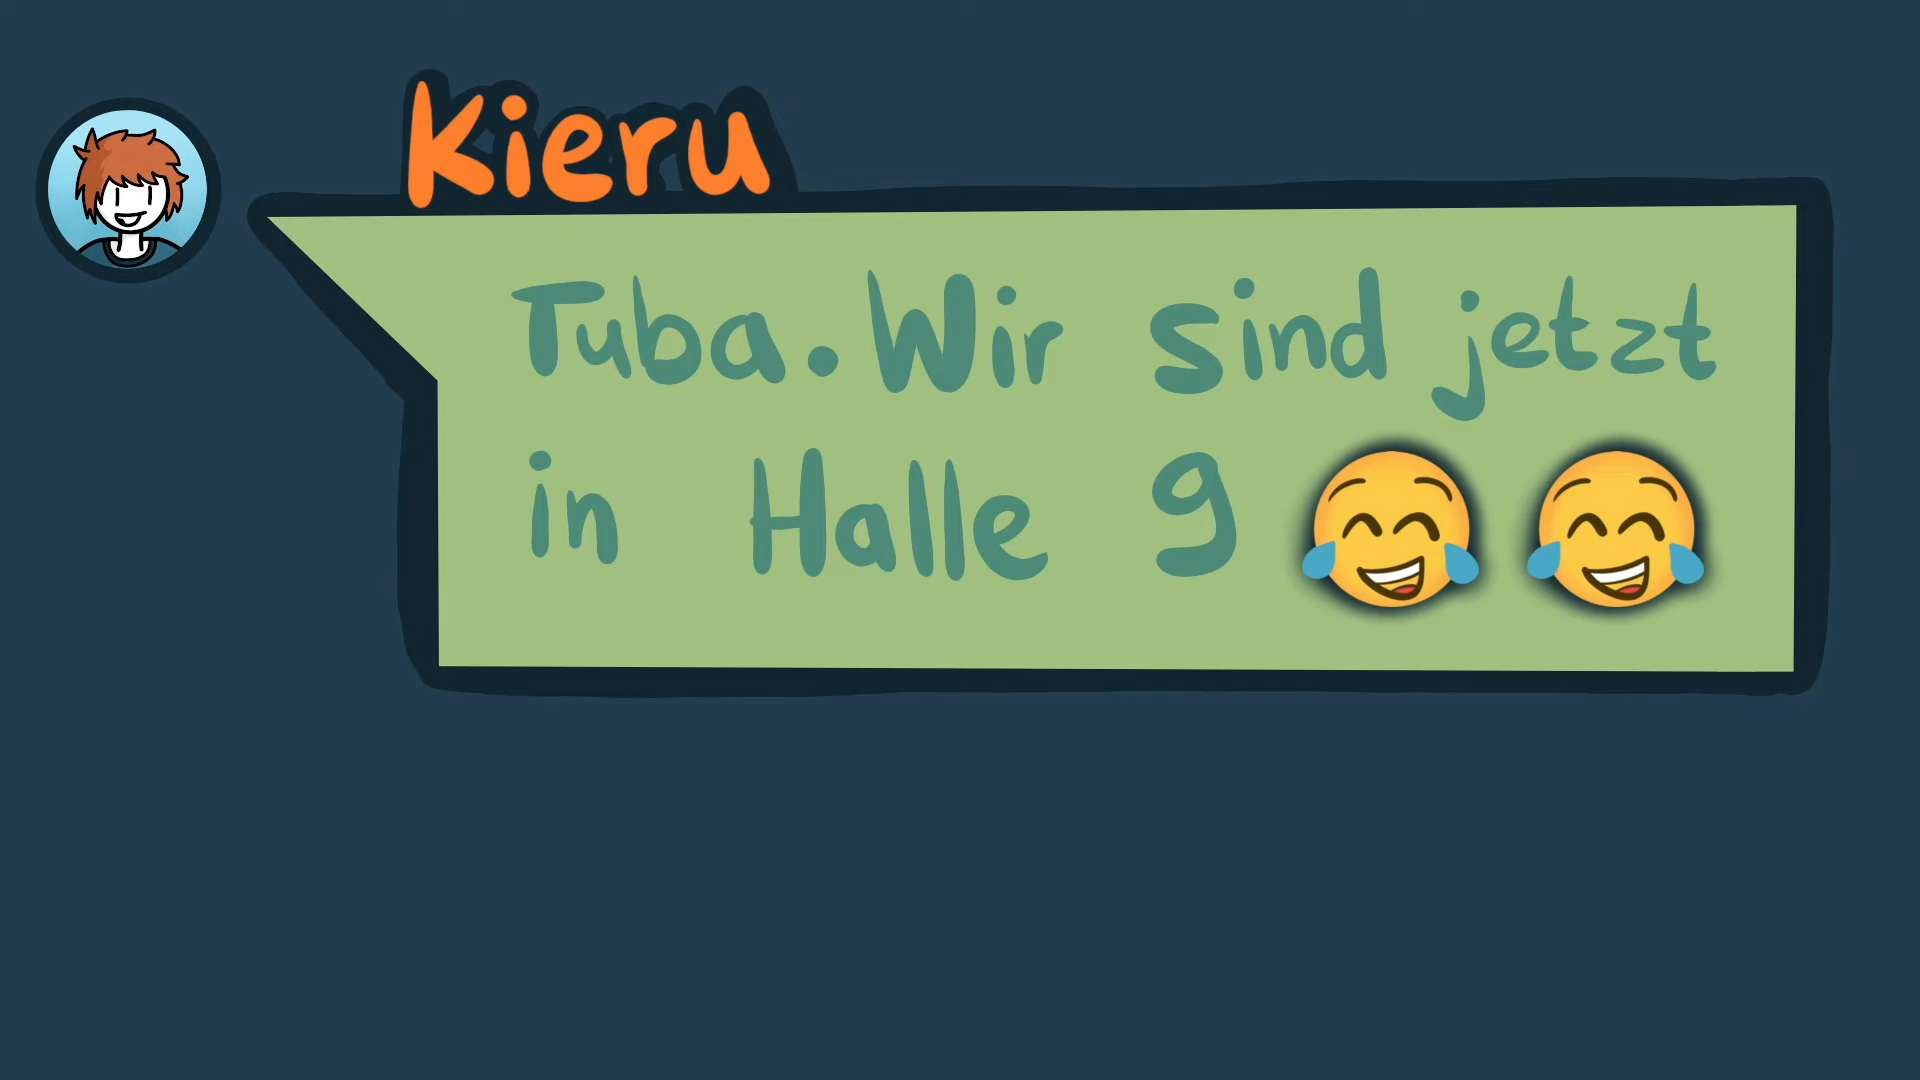 Kieru
Tuba. Wir sind jetzt
in Halle 9 😂😂